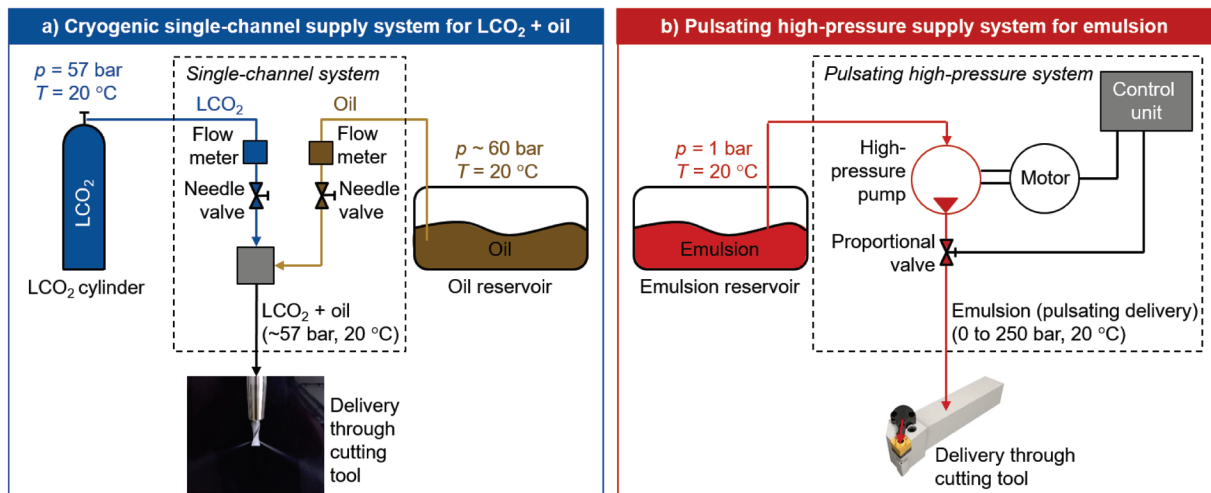 a) Cryogenic single-channel supply system for LCO₂ + oil
p = 57 bar
T = 20 °C
Single-channel system
LCO₂
Oil
Flow
meter
Flow
meter
Needle
valve
Needle
valve
LCO₂
LCO₂ cylinder
p ~ 60 bar
T = 20 °C
Oil
Oil reservoir
LCO₂ + oil
(~57 bar, 20 °C)
Delivery
through
cutting
tool
b) Pulsating high-pressure supply system for emulsion
Pulsating high-pressure system
Control
unit
p = 1 bar
T = 20 °C
High-
pressure
pump
Motor
Emulsion
Emulsion reservoir
Proportional
valve
Emulsion (pulsating delivery)
(0 to 250 bar, 20 °C)
Delivery through
cutting tool